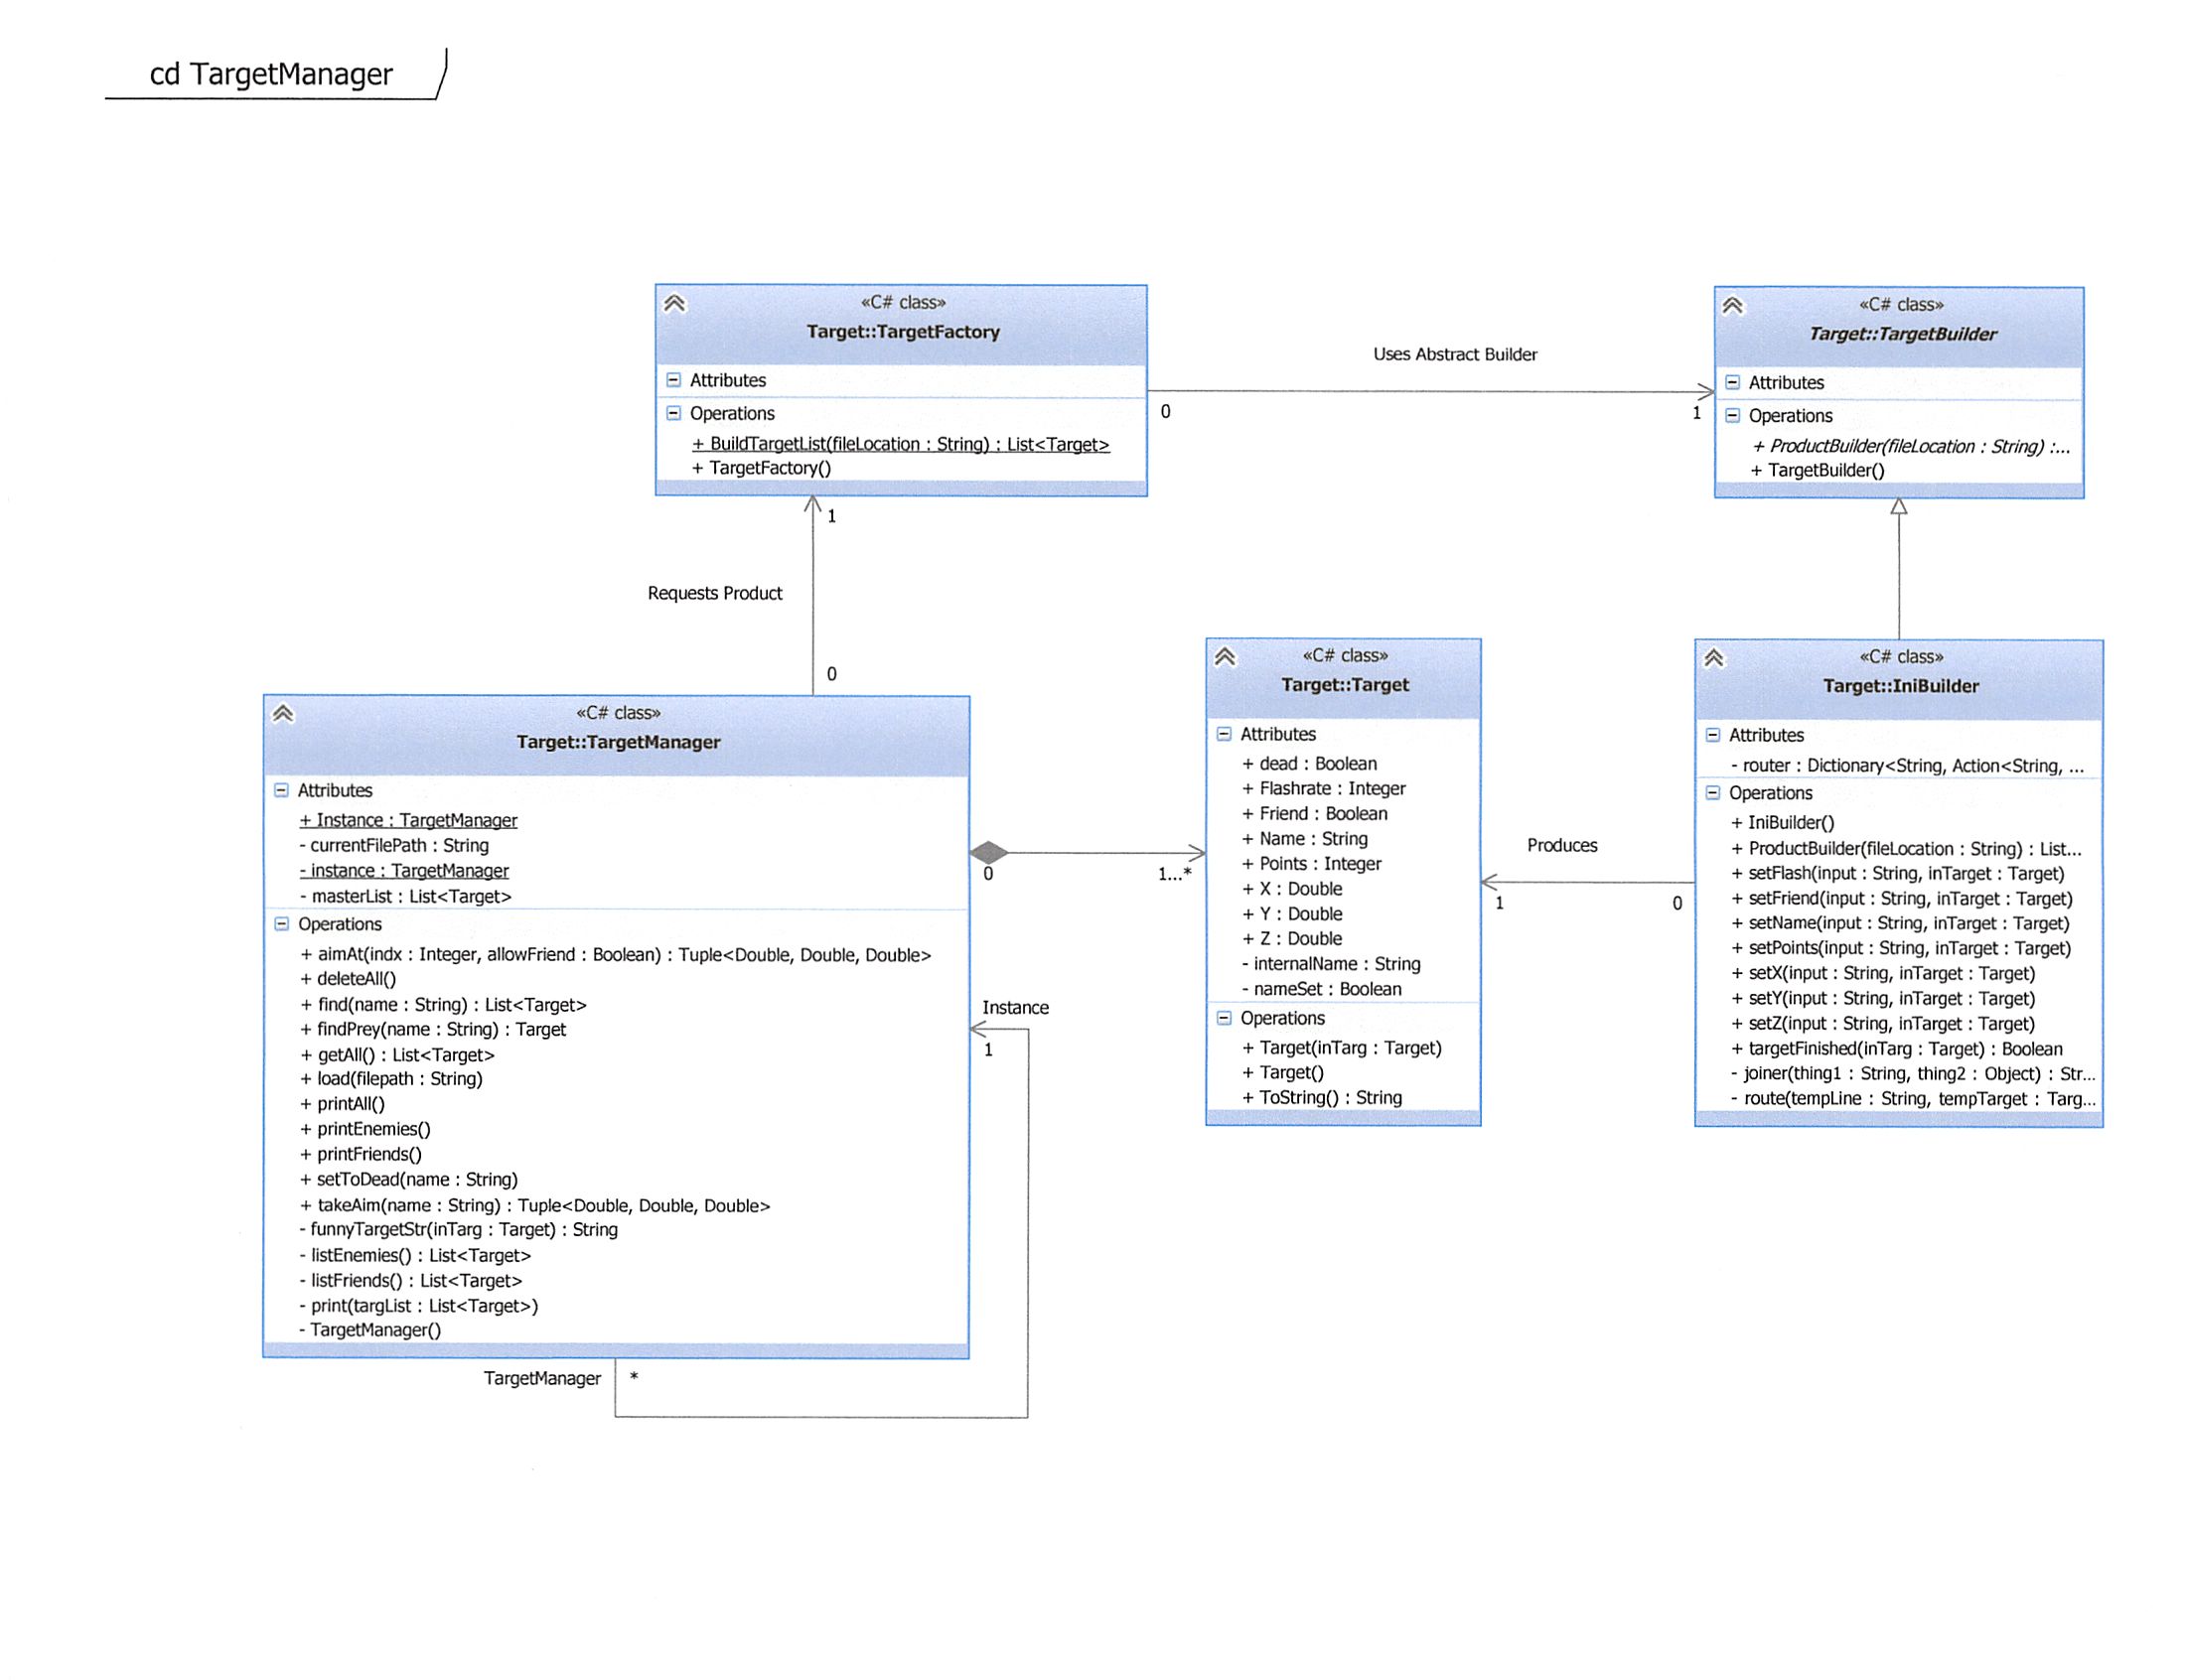 cd TargetManager
«C# class»
Target::TargetFactory
Attributes
Operations
+ BuildTargetList(fileLocation : String) : List<Target>
+ TargetFactory()
Uses Abstract Builder
0
1
«C# class»
Target::TargetBuilder
Attributes
Operations
+ ProductBuilder(fileLocation : String) :...
+ TargetBuilder()
1
Requests Product
0
«C# class»
Target::TargetManager
Attributes
+ Instance : TargetManager
- currentFilePath : String
- instance : TargetManager
- masterList : List<Target>
Operations
+ aimAt(indx : Integer, allowFriend : Boolean) : Tuple<Double, Double, Double>
+ deleteAll()
+ find(name : String) : List<Target>
+ findPrey(name : String) : Target
+ getAll() : List<Target>
+ load(filepath : String)
+ printAll()
+ printEnemies()
+ printFriends()
+ setToDead(name : String)
+ takeAim(name : String) : Tuple<Double, Double, Double>
- funnyTargetStr(inTarg : Target) : String
- listEnemies() : List<Target>
- listFriends() : List<Target>
- print(targList : List<Target>)
- TargetManager()
0
1...*
Instance
1
TargetManager
*
«C# class»
Target::Target
Attributes
+ dead : Boolean
+ Flashrate : Integer
+ Friend : Boolean
+ Name : String
+ Points : Integer
+ X : Double
+ Y : Double
+ Z : Double
- internalName : String
- nameSet : Boolean
Operations
+ Target(inTarg : Target)
+ Target()
+ ToString() : String
Produces
1
0
«C# class»
Target::IniBuilder
Attributes
- router : Dictionary<String, Action<String, ...
Operations
+ IniBuilder()
+ ProductBuilder(fileLocation : String) : List...
+ setFlash(input : String, inTarget : Target)
+ setFriend(input : String, inTarget : Target)
+ setName(input : String, inTarget : Target)
+ setPoints(input : String, inTarget : Target)
+ setX(input : String, inTarget : Target)
+ setY(input : String, inTarget : Target)
+ setZ(input : String, inTarget : Target)
+ targetFinished(inTarg : Target) : Boolean
- joiner(thing1 : String, thing2 : Object) : Str...
- route(tempLine : String, tempTarget : Targ...